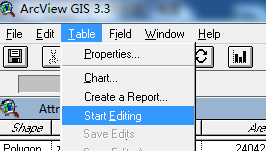 ArcView GIS 3.3
File Edit Table Field Window Help
Properties...
Chart...
Create a Report...
Start Editing
Save Edits
Attr
Shape Area
Polygon 24042